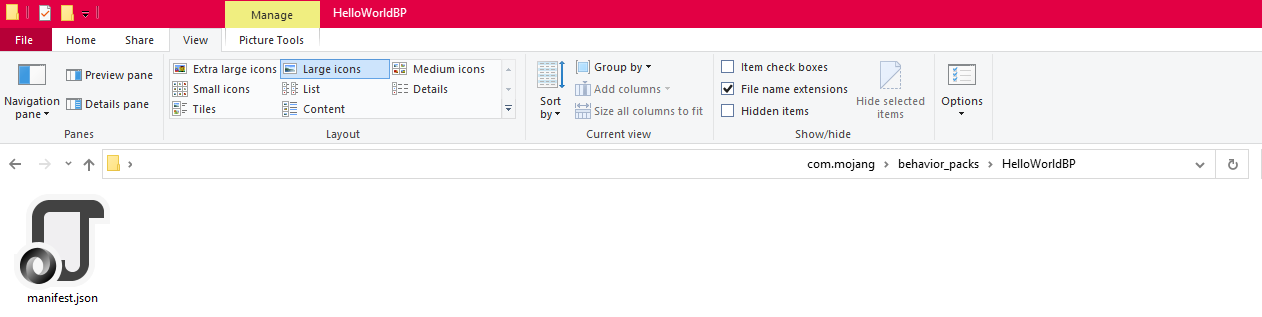 Manage
HelloWorldBP
File
Home
Share
View
Picture Tools
Navigation pane
Preview pane
Details pane
Panes
Extra large icons
Large icons
Medium icons
Small icons
List
Details
Tiles
Content
Layout
Sort by
Group by
Add columns
Size all columns to fit
Current view
Item check boxes
File name extensions
Hidden items
Hide selected items
Show/hide
Options
com.mojang
behavior_packs
HelloWorldBP
manifest.json